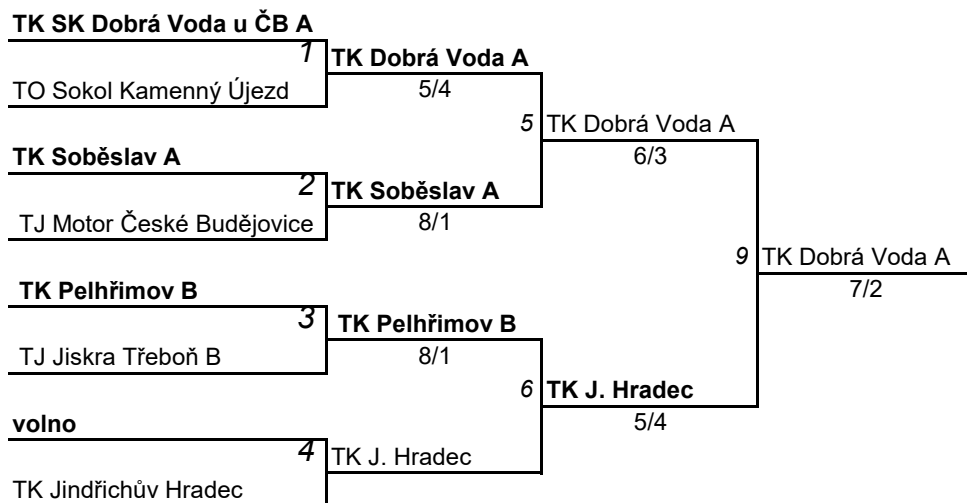 TK SK Dobrá Voda u ČB A
1
TK Dobrá Voda A
TO Sokol Kamenný Újezd
5/4
5
TK Dobrá Voda A
TK Soběslav A
6/3
2
TK Soběslav A
TJ Motor České Budějovice
8/1
9
TK Dobrá Voda A
TK Pelhřimov B
7/2
3
TK Pelhřimov B
TJ Jiskra Třeboň B
8/1
6
TK J. Hradec
volno
5/4
4
TK J. Hradec
TK Jindřichův Hradec